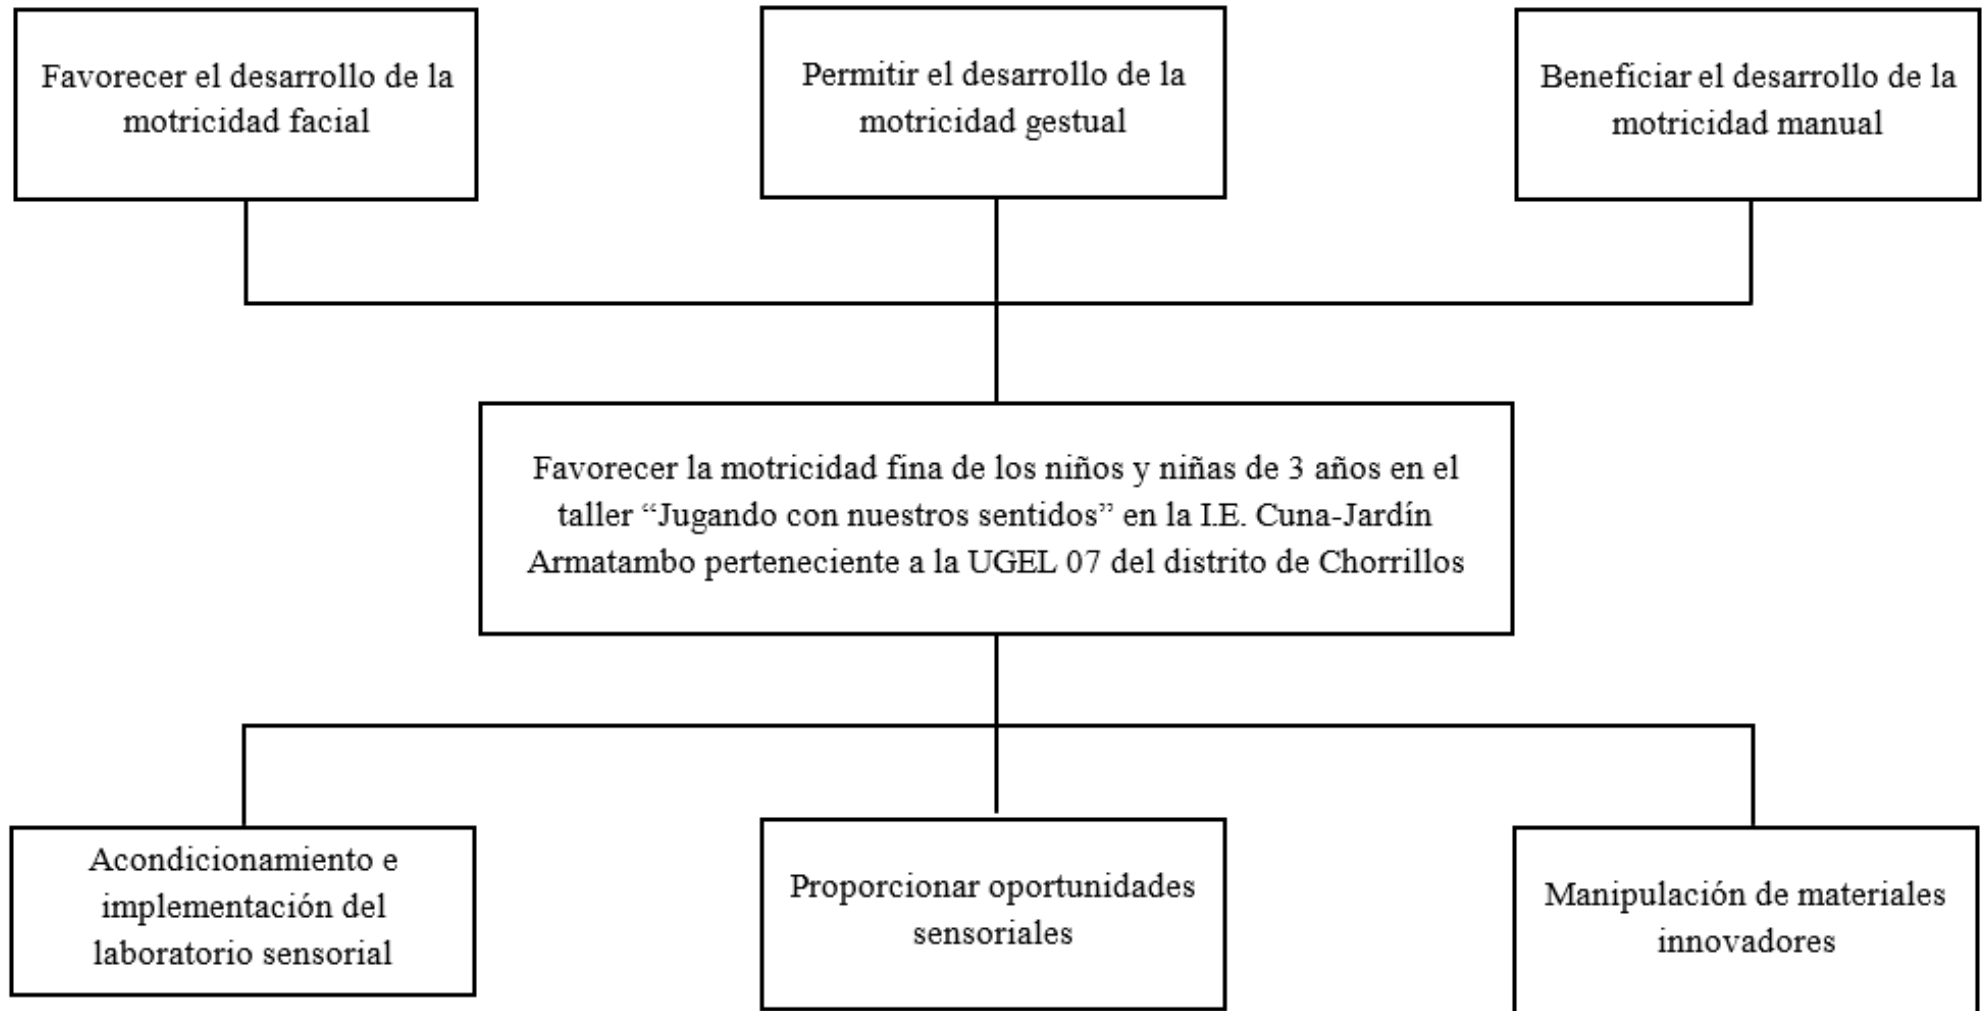 Favorecer el desarrollo de la
motricidad facial
Permitir el desarrollo de la
motricidad gestual
Beneficiar el desarrollo de la
motricidad manual
Favorecer la motricidad fina de los niños y niñas de 3 años en el
taller “Jugando con nuestros sentidos” en la I.E. Cuna-Jardín
Armatambo perteneciente a la UGEL 07 del distrito de Chorrillos
Acondicionamiento e
implementación del
laboratorio sensorial
Proporcionar oportunidades
sensoriales
Manipulación de materiales
innovadores